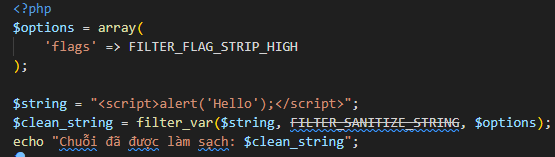 <?php
$options = array(
    'flags' => FILTER_FLAG_STRIP_HIGH
);
$string = "<script>alert('Hello');</script>";
$clean_string = filter_var($string, FILTER_SANITIZE_STRING, $options);
echo "Chuỗi đã được làm sạch: $clean_string";